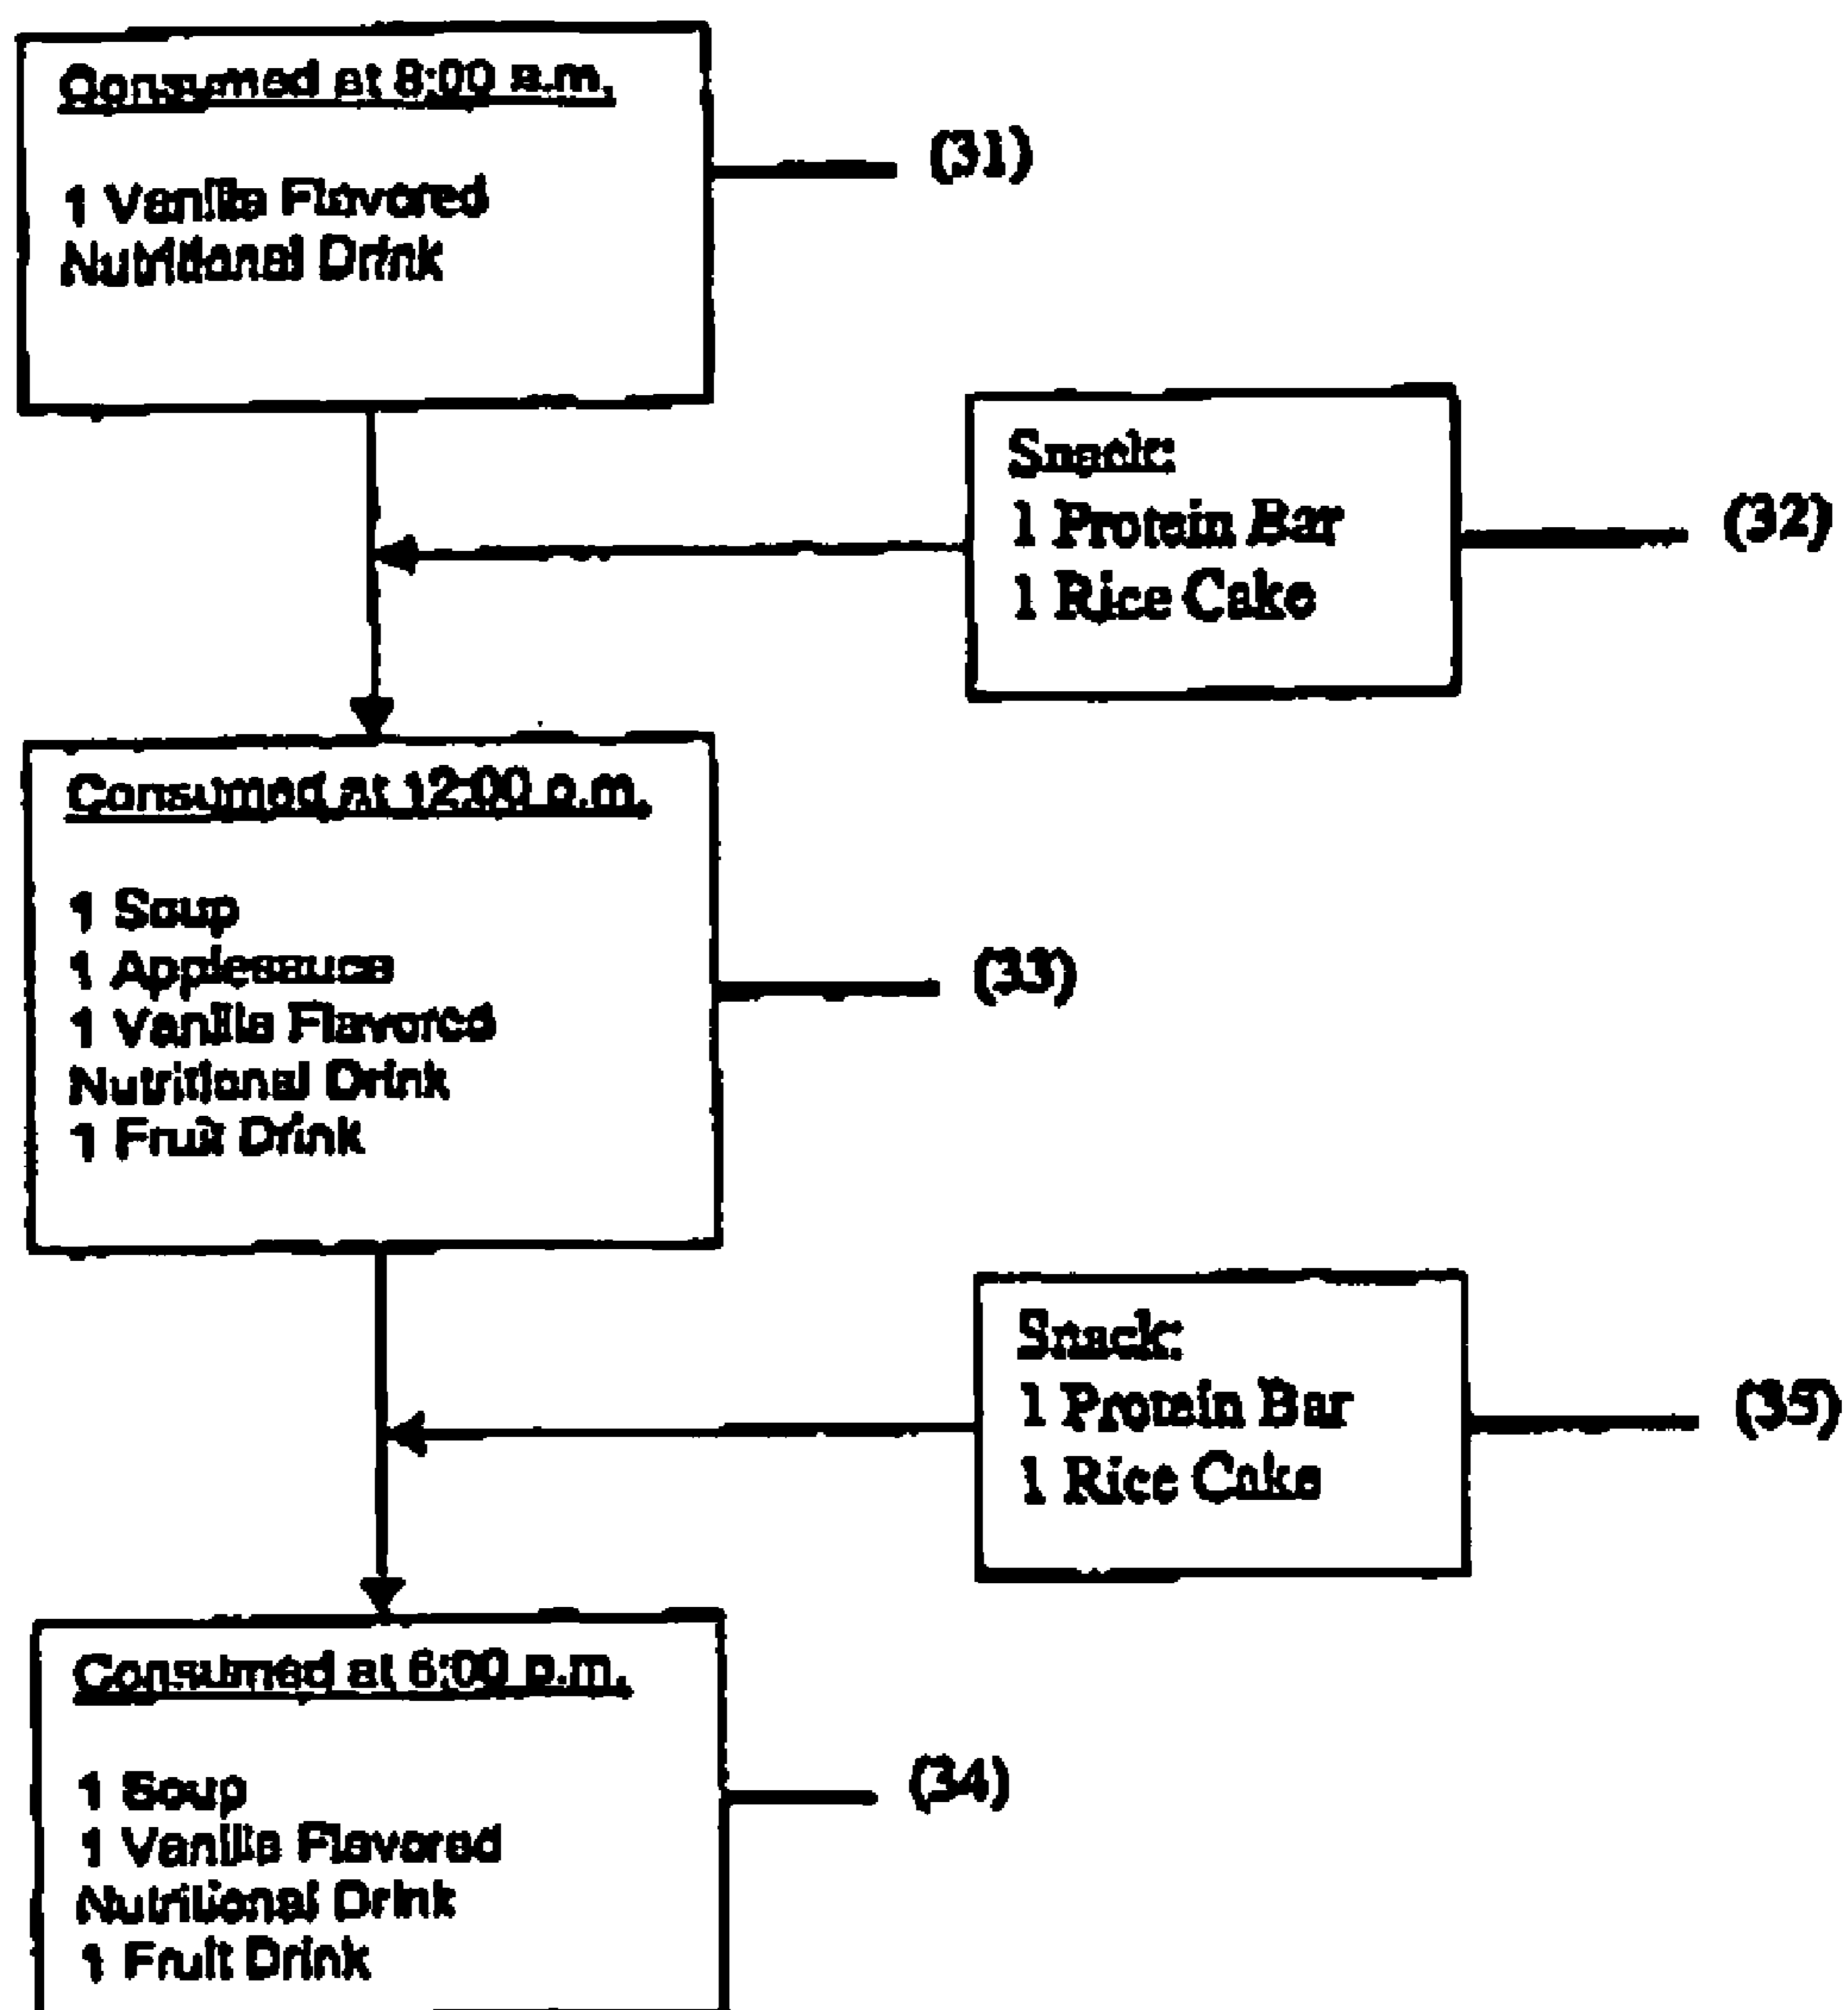 Consumed at 8:00 a.m.
1 Vanilla Flavored
Nutritional Drink
(31)
Snack:
1 Protein Bar
1 Rice Cake
(32)
Consumed at 12:00 p.m.
1 Soup
1 Applesauce
1 Vanilla Flavored
Nutritional Drink
1 Fruit Drink
(33)
Snack:
1 Protein Bar
1 Rice Cake
(35)
Consumed at 6:00 p.m.
1 Soup
1 Vanilla Flavored
Nutritional Drink
1 Fruit Drink
(34)